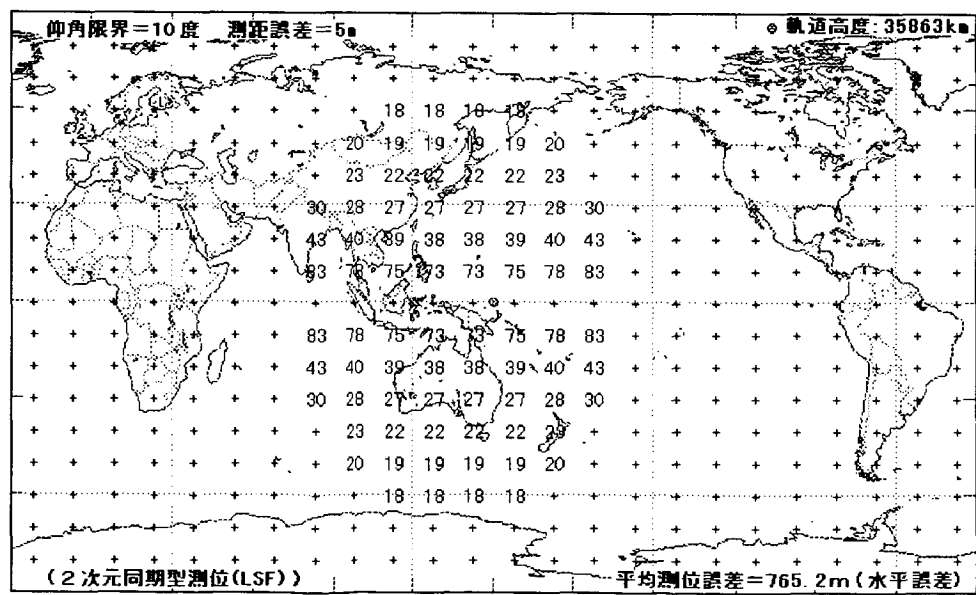 仰角限界=10度 測距誤差=5m
軌道高度:35863km
18 18 18 18
20 19 19 19 19 20
23 22 22 22 22 23
30 28 27 27 27 27 28 30
43 40 39 38 38 39 40 43
83 78 75 73 73 75 78 83
83 78 75 73 73 75 78 83
43 40 39 38 38 39 40 43
30 28 27 27 27 27 28 30
23 22 22 22 22 23
20 19 19 19 19 20
18 18 18 18
(2次元同期型測位(LSF))
平均測位誤差=765.2m(水平誤差)